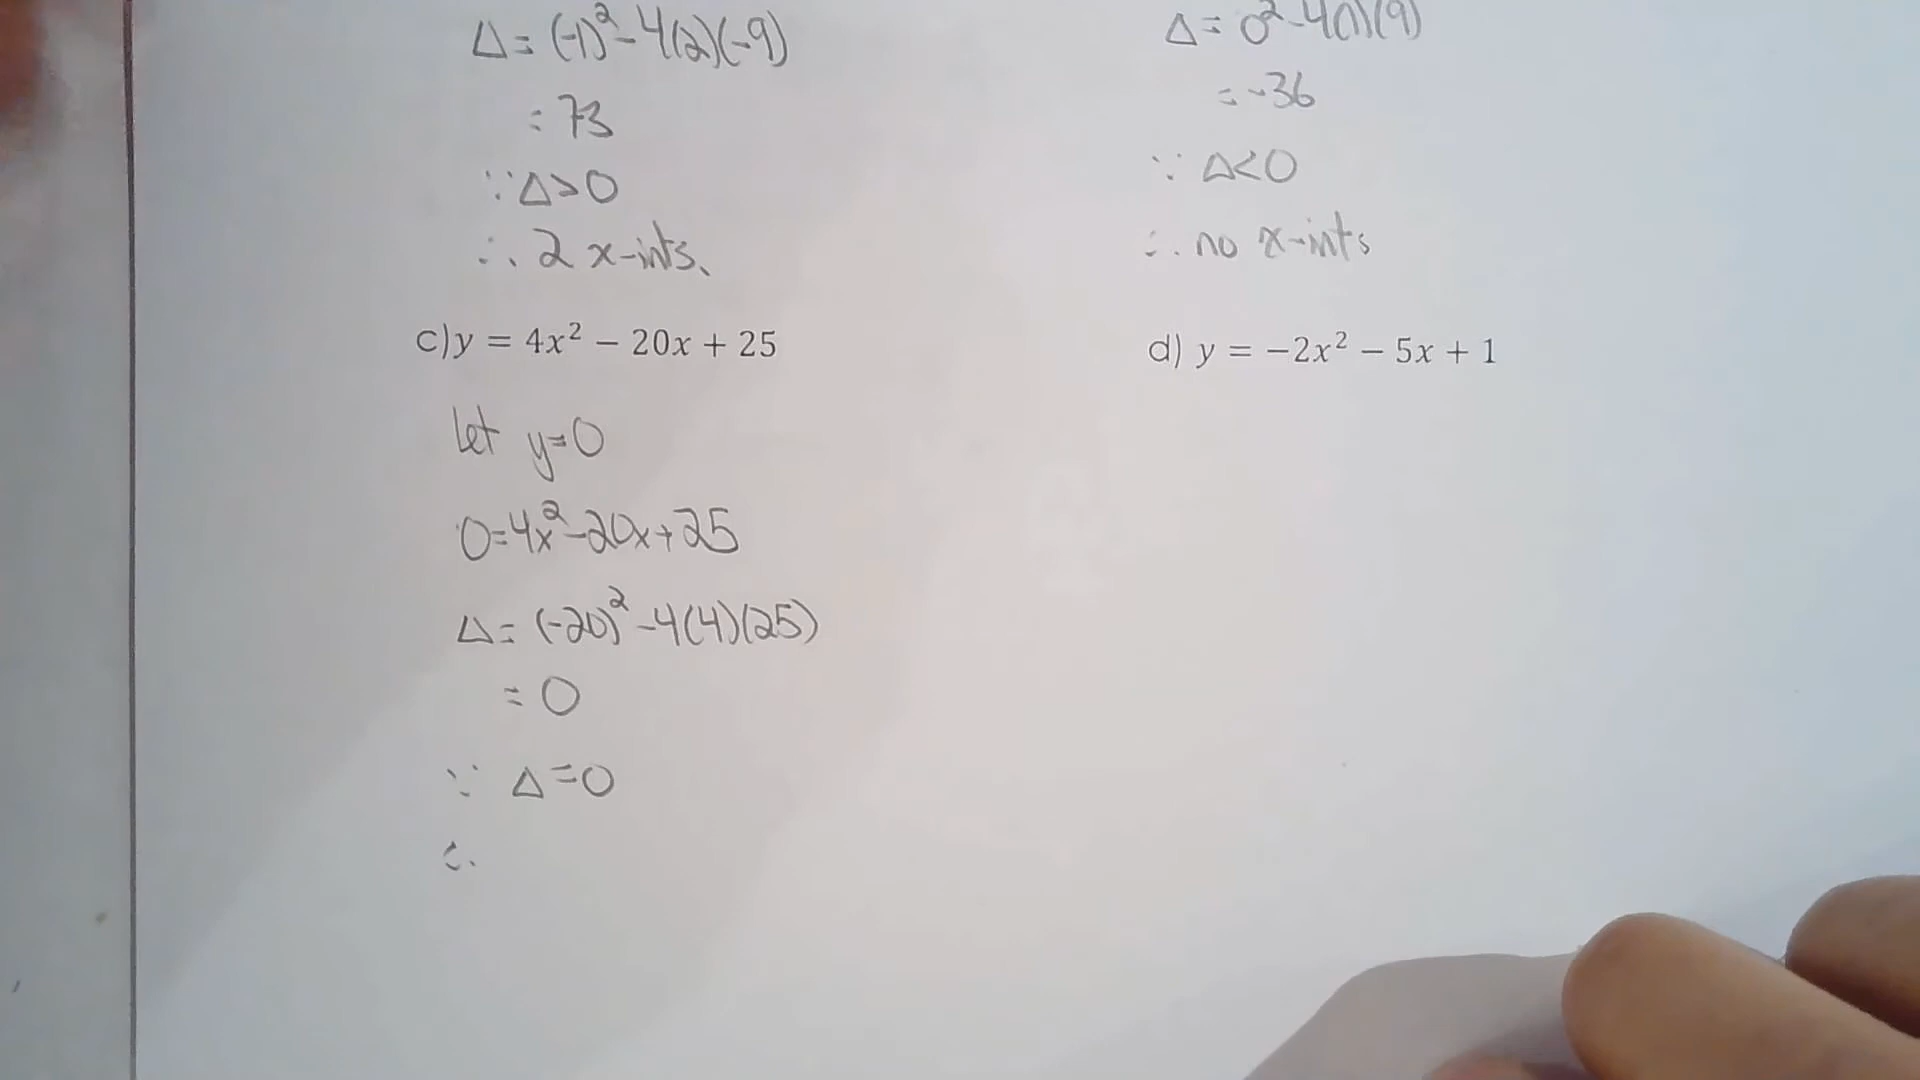 Δ = (-1)² - 4(2)(-9)
= 73
∵ Δ > 0
∴ 2 x-ints.
Δ = 0² - 4(1)(9)
= -36
∵ Δ < 0
∴ no x-ints
c) y = 4x² − 20x + 25
let y = 0
0 = 4x² - 20x + 25
Δ = (-20)² - 4(4)(25)
= 0
∵ Δ = 0
∴
d) y = −2x² − 5x + 1